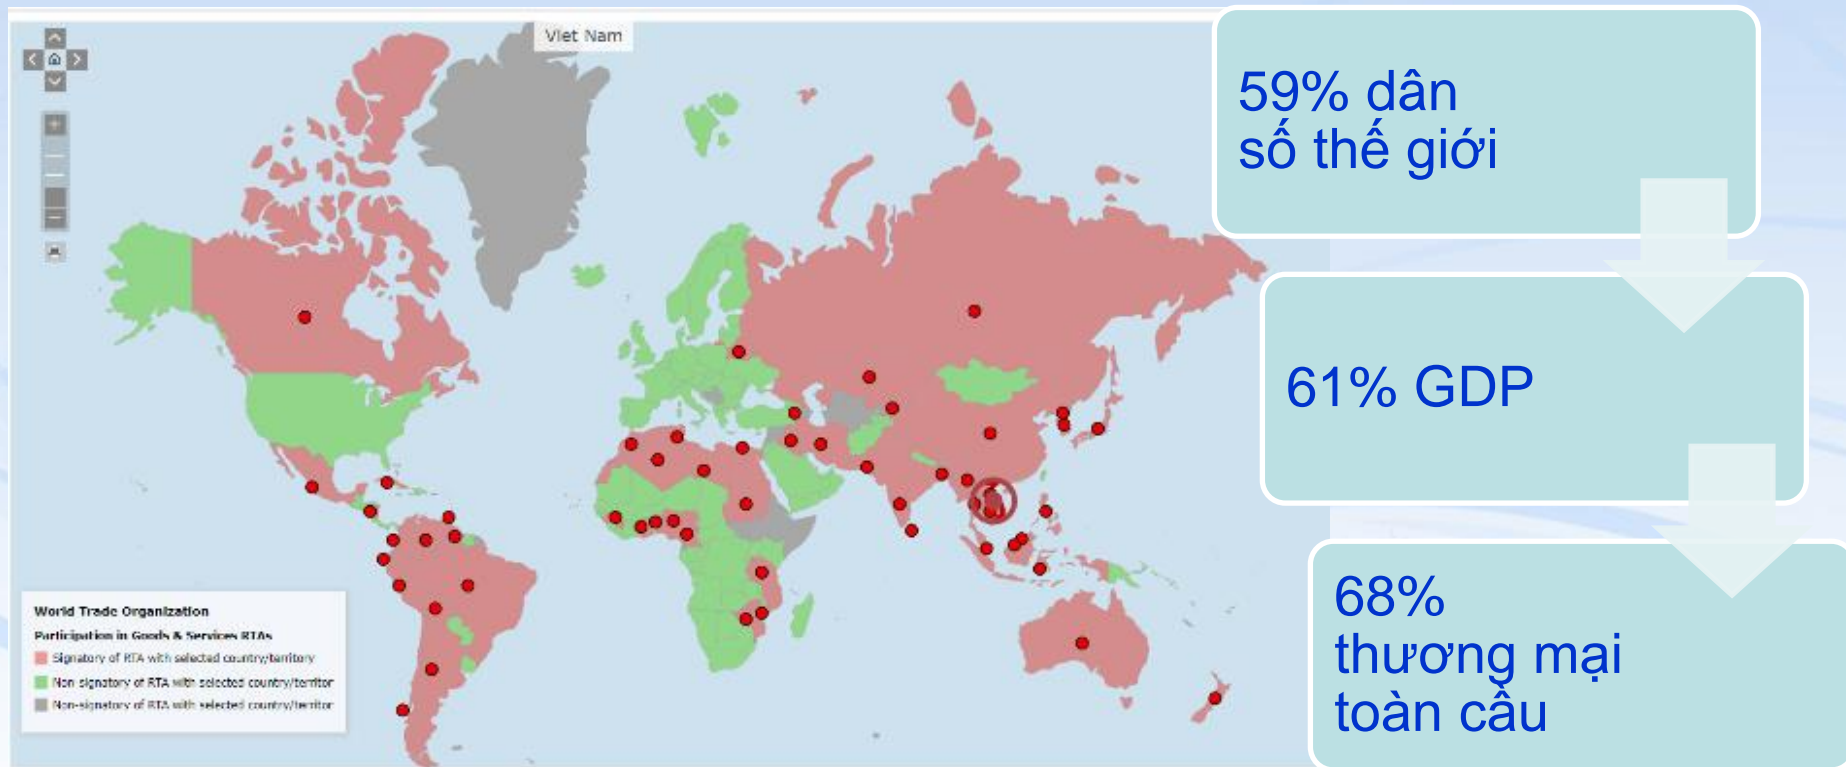 Viet Nam
59% dân
số thế giới
61% GDP
68%
thương mại
toàn cầu
World Trade Organization
Participation in Goods & Services RTAs
Signatory of RTA with selected country/territory
Non signatory of RTA with selected country/territor
Non-signatory of RTA with selected country/territor